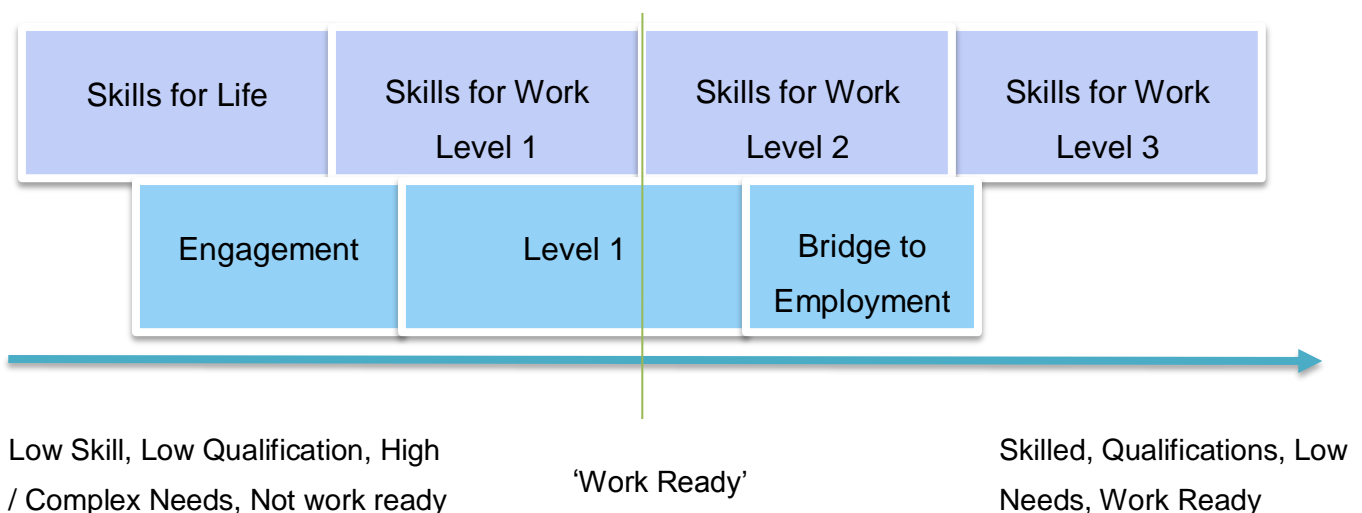 Skills for Life
Skills for Work
Level 1
Skills for Work
Level 2
Skills for Work
Level 3
Engagement
Level 1
Bridge to
Employment
Low Skill, Low Qualification, High
/ Complex Needs, Not work ready
‘Work Ready’
Skilled, Qualifications, Low
Needs, Work Ready